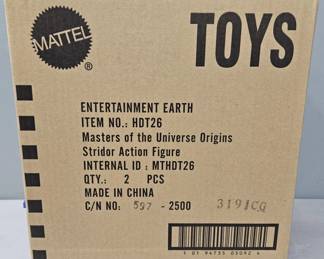 MATTEL
®
TOYS
ENTERTAINMENT EARTH
ITEM NO.: HDT26
Masters of the Universe Origins
Stridor Action Figure
INTERNAL ID : MTHDT26
QTY.: 2 PCS
MADE IN CHINA
C/N NO: 597 - 2500 3191CQ